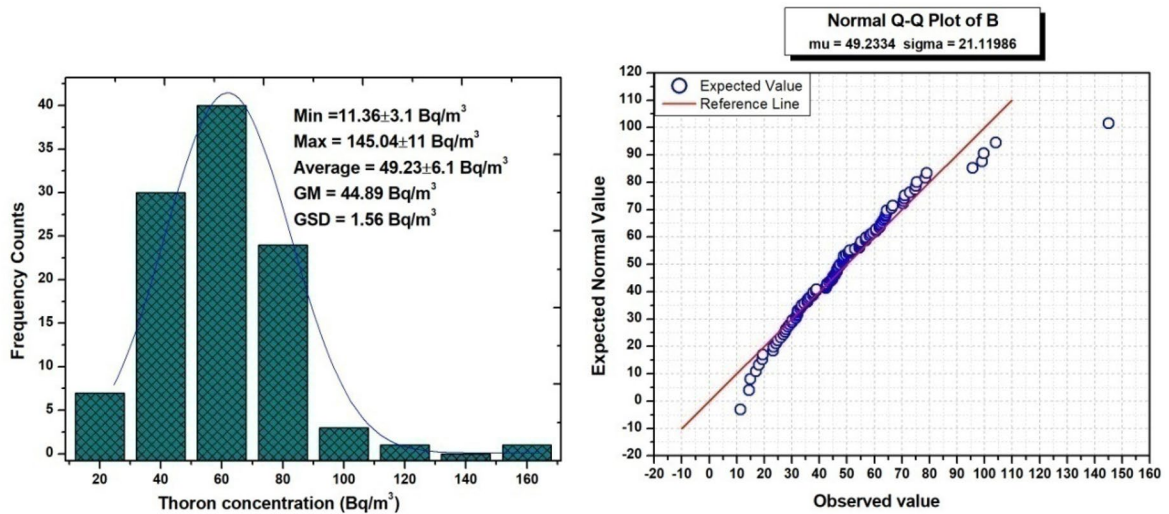 40
35
30
25
20
15
10
5
0
Frequency Counts
Min =11.36±3.1 Bq/m³
Max = 145.04±11 Bq/m³
Average = 49.23±6.1 Bq/m³
GM = 44.89 Bq/m³
GSD = 1.56 Bq/m³
20 40 60 80 100 120 140 160
Thoron concentration (Bq/m³)
Normal Q-Q Plot of B
mu = 49.2334 sigma = 21.11986
Expected Value
Reference Line
120
110
100
90
80
70
60
50
40
30
20
10
0
-10
-20
Expected Normal Value
-20 -10 0 10 20 30 40 50 60 70 80 90 100 110 120 130 140 150 160
Observed value